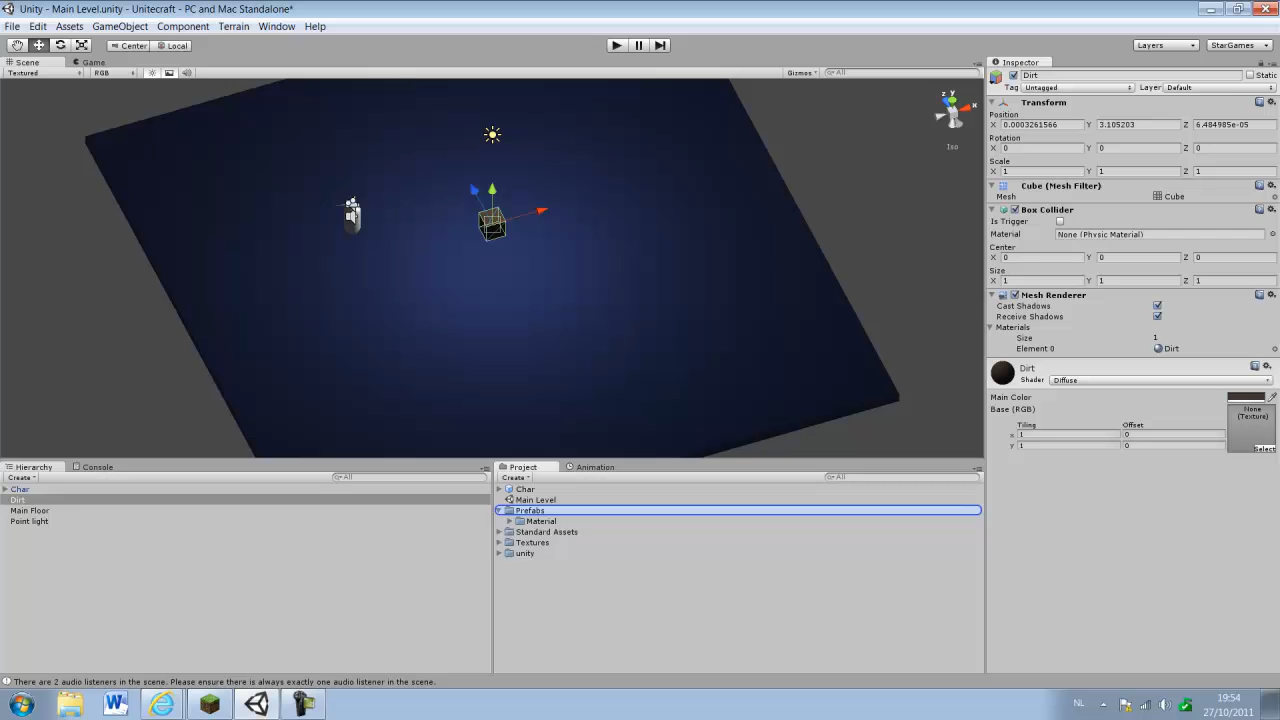 Unity - Main Level.unity - Unitecraft - PC and Mac Standalone*
File Edit Assets GameObject Component Terrain Window Help
Center Local Layers StarGames
Scene Game Inspector
Textured RGB Gizmos All
Dirt Static
Tag Untagged Layer Default
Transform
Position
X 0.0003261566 Y 3.105203 Z 6.484985e-05
Rotation
X 0 Y 0 Z 0
Scale
X 1 Y 1 Z 1
Cube (Mesh Filter)
Mesh Cube
Box Collider
Is Trigger
Material None (Physic Material)
Center
X 0 Y 0 Z 0
Size
X 1 Y 1 Z 1
Mesh Renderer
Cast Shadows
Receive Shadows
Materials
Size 1
Element 0 Dirt
Dirt
Shader Diffuse
Main Color
Base (RGB) None (Texture)
Tiling Offset
x 1 0
y 1 0 Select
z y x
Iso
Hierarchy Console
Create All
Char
Dirt
Main Floor
Point light
Project Animation
Create All
Char
Main Level
Prefabs
Material
Standard Assets
Textures
unity
There are 2 audio listeners in the scene. Please ensure there is always exactly one audio listener in the scene.
NL 19:54
27/10/2011